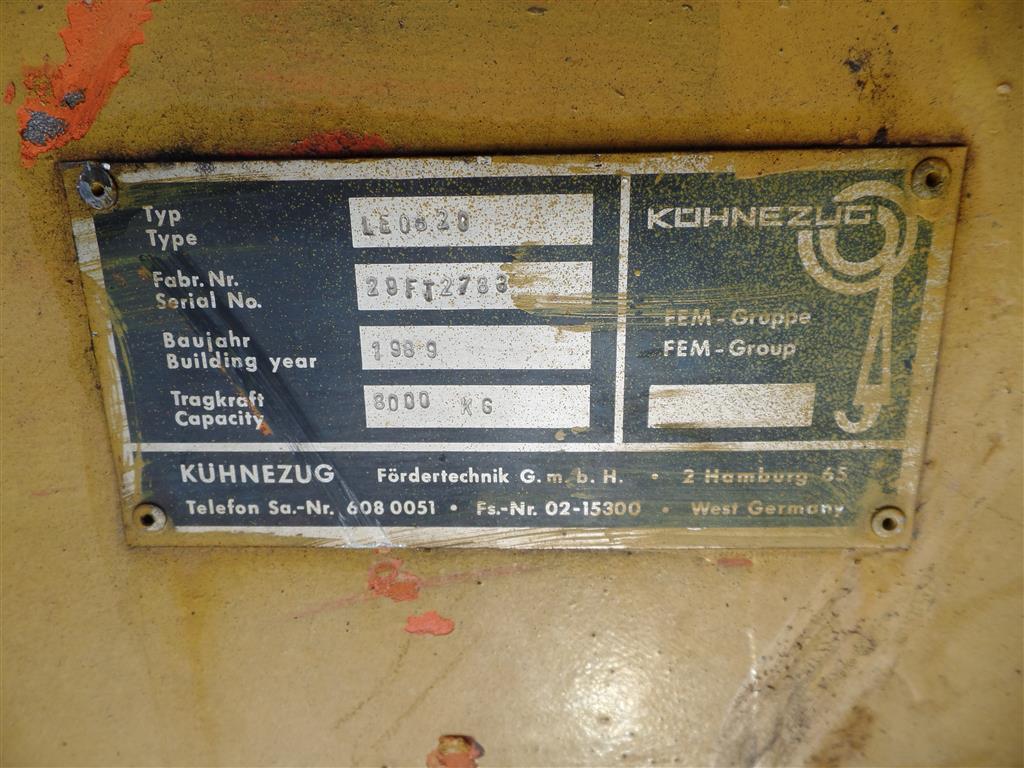 Typ
Type
LE0820
Fabr. Nr.
Serial No.
Baujahr
Building year
1989
Tragkraft
Capacity
8000 KG
KÜHNEZUG
FEM-Gruppe
FEM-Group
KÜHNEZUG Fördertechnik G.m.b.H. • 2 Hamburg 65
Telefon Sa.-Nr. 608 0051 • Fs.-Nr. 02-15300 • West Germany